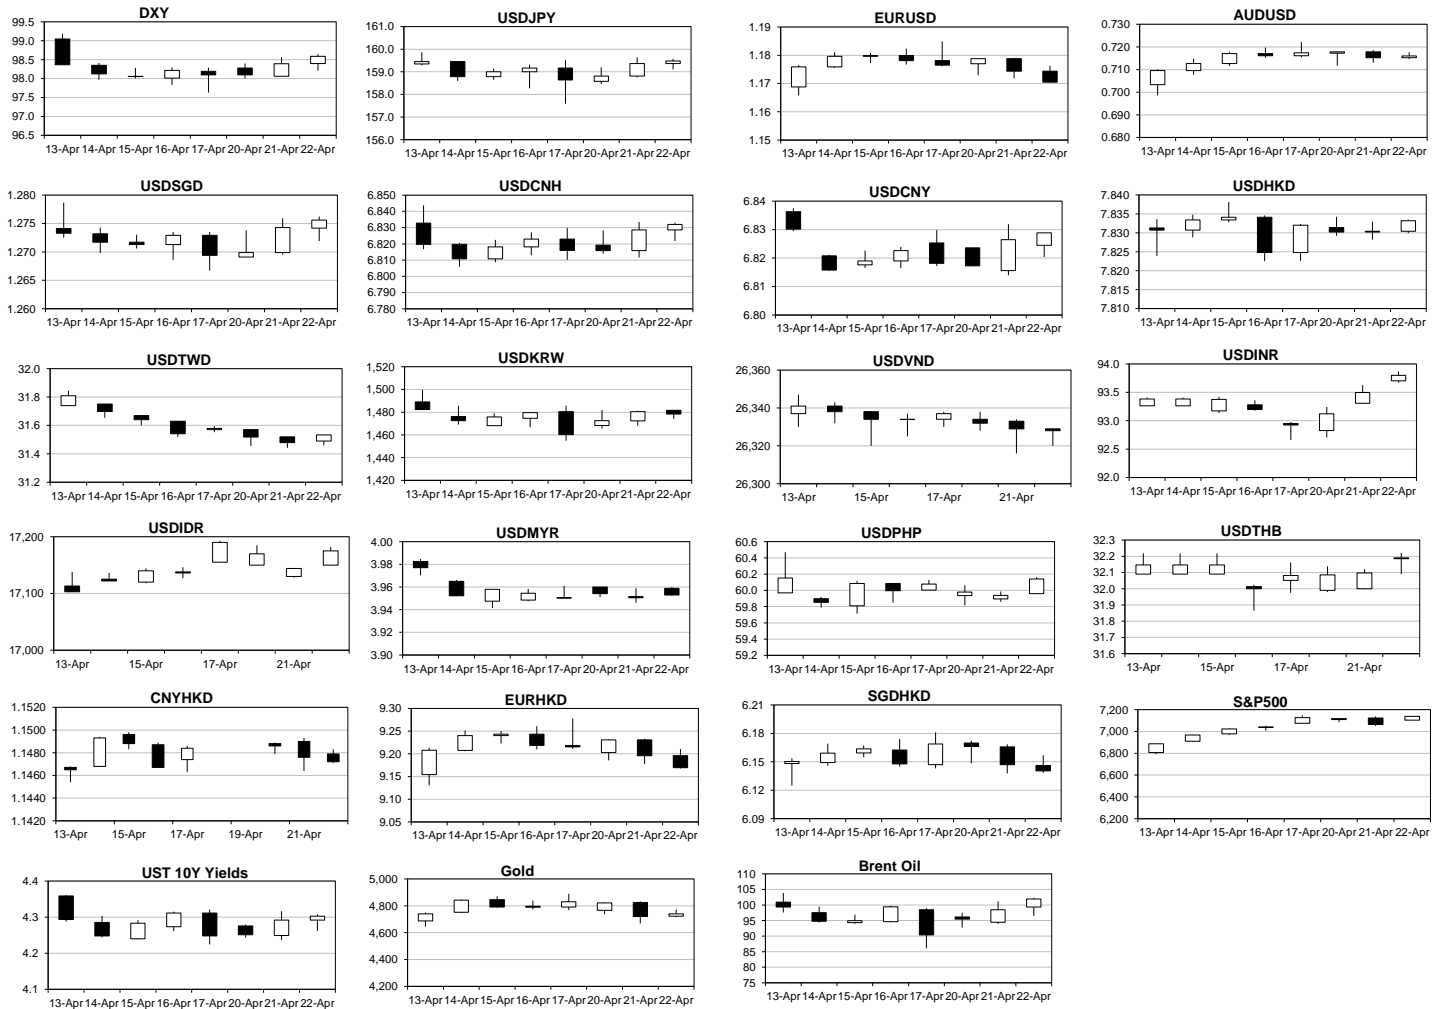 DXY
99.5
99.0
98.5
98.0
97.5
97.0
96.5
13-Apr 14-Apr 15-Apr 16-Apr 17-Apr 20-Apr 21-Apr 22-Apr
USDJPY
161.0
160.0
159.0
158.0
157.0
156.0
13-Apr 14-Apr 15-Apr 16-Apr 17-Apr 20-Apr 21-Apr 22-Apr
EURUSD
1.19
1.18
1.17
1.16
1.15
13-Apr 14-Apr 15-Apr 16-Apr 17-Apr 20-Apr 21-Apr 22-Apr
AUDUSD
0.730
0.720
0.710
0.700
0.690
0.680
13-Apr 14-Apr 15-Apr 16-Apr 17-Apr 20-Apr 21-Apr 22-Apr
USDSGD
1.280
1.275
1.270
1.265
1.260
13-Apr 14-Apr 15-Apr 16-Apr 17-Apr 20-Apr 21-Apr 22-Apr
USDCNH
6.850
6.840
6.830
6.820
6.810
6.800
6.790
6.780
13-Apr 14-Apr 15-Apr 16-Apr 17-Apr 20-Apr 21-Apr 22-Apr
USDCNY
6.84
6.83
6.82
6.81
6.80
13-Apr 14-Apr 15-Apr 16-Apr 17-Apr 20-Apr 21-Apr 22-Apr
USDHKD
7.840
7.835
7.830
7.825
7.820
7.815
7.810
13-Apr 14-Apr 15-Apr 16-Apr 17-Apr 20-Apr 21-Apr 22-Apr
USDTWD
32.0
31.8
31.6
31.4
31.2
13-Apr 14-Apr 15-Apr 16-Apr 17-Apr 20-Apr 21-Apr 22-Apr
USDKRW
1,520
1,500
1,480
1,460
1,440
1,420
13-Apr 14-Apr 15-Apr 16-Apr 17-Apr 20-Apr 21-Apr 22-Apr
USDVND
26,360
26,340
26,320
26,300
13-Apr 15-Apr 17-Apr 21-Apr
USDINR
94.0
93.5
93.0
92.5
92.0
13-Apr 14-Apr 15-Apr 16-Apr 17-Apr 20-Apr 21-Apr 22-Apr
USDIDR
17,200
17,100
17,000
13-Apr 15-Apr 17-Apr 21-Apr
USDMYR
4.00
3.98
3.96
3.94
3.92
3.90
13-Apr 14-Apr 15-Apr 16-Apr 17-Apr 20-Apr 21-Apr 22-Apr
USDPHP
60.6
60.4
60.2
60.0
59.8
59.6
59.4
59.2
13-Apr 14-Apr 15-Apr 16-Apr 17-Apr 20-Apr 21-Apr 22-Apr
USDTHB
32.3
32.2
32.1
32.0
31.9
31.8
31.7
31.6
13-Apr 15-Apr 17-Apr 21-Apr
CNYHKD
1.1520
1.1500
1.1480
1.1460
1.1440
1.1420
13-Apr 15-Apr 17-Apr 19-Apr 21-Apr
EURHKD
9.30
9.25
9.20
9.15
9.10
9.05
13-Apr 14-Apr 15-Apr 16-Apr 17-Apr 20-Apr 21-Apr 22-Apr
SGDHKD
6.21
6.18
6.15
6.12
6.09
13-Apr 14-Apr 15-Apr 16-Apr 17-Apr 20-Apr 21-Apr 22-Apr
S&P500
7,200
7,000
6,800
6,600
6,400
6,200
13-Apr 14-Apr 15-Apr 16-Apr 17-Apr 20-Apr 21-Apr 22-Apr
UST 10Y Yields
4.4
4.3
4.2
4.1
13-Apr 14-Apr 15-Apr 16-Apr 17-Apr 20-Apr 21-Apr 22-Apr
Gold
5,000
4,800
4,600
4,400
4,200
13-Apr 14-Apr 15-Apr 16-Apr 17-Apr 20-Apr 21-Apr 22-Apr
Brent Oil
110
105
100
95
90
85
80
75
13-Apr 14-Apr 15-Apr 16-Apr 17-Apr 20-Apr 21-Apr 22-Apr